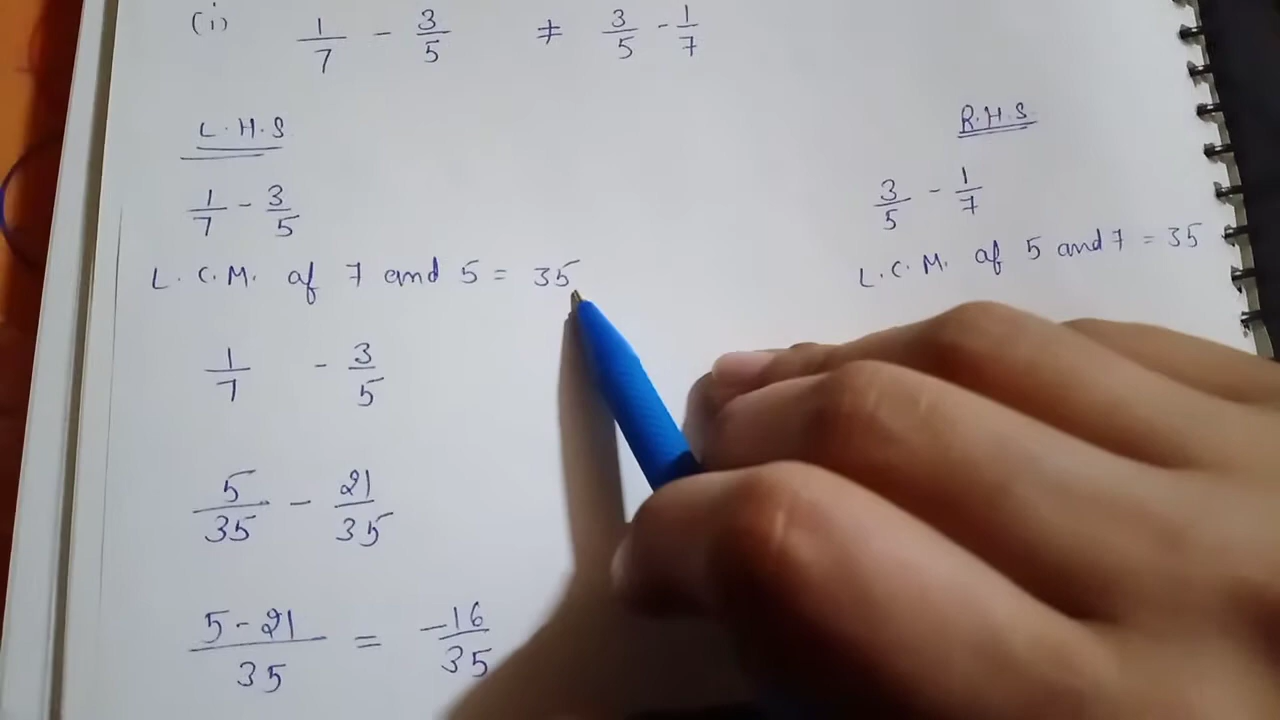 (i) 1/7 - 3/5 ≠ 3/5 - 1/7
L.H.S
1/7 - 3/5
L.C.M. of 7 and 5 = 35
1/7 - 3/5
5/35 - 21/35
5-21/35 = -16/35
R.H.S
3/5 - 1/7
L.C.M. of 5 and 7 = 35